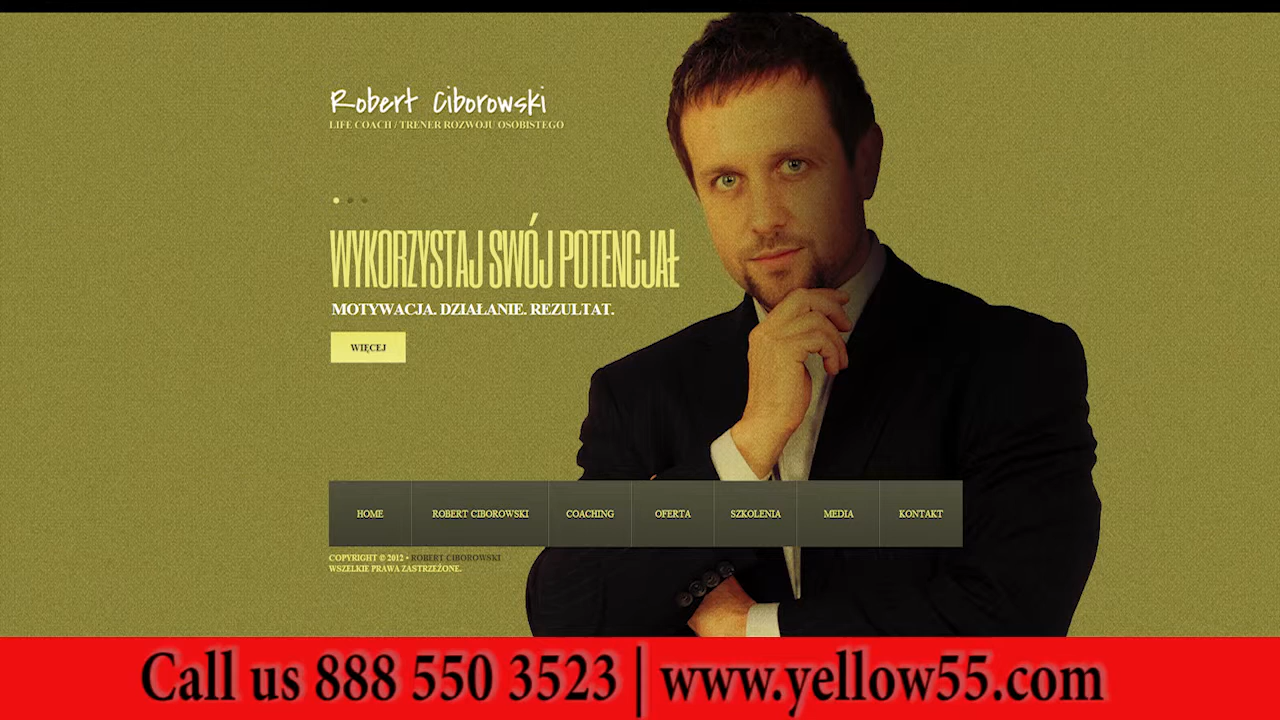 Robert Ciborowski
LIFE COACH / TRENER ROZWOJU OSOBISTEGO
WYKORZYSTAJ SWÓJ POTENCJAŁ
MOTYWACJA. DZIAŁANIE. REZULTAT.
WIĘCEJ
HOME ROBERT CIBOROWSKI COACHING OFERTA SZKOLENIA MEDIA KONTAKT
COPYRIGHT © 2012 • ROBERT CIBOROWSKI
WSZELKIE PRAWA ZASTRZEŻONE.
Call us 888 550 3523 | www.yellow55.com